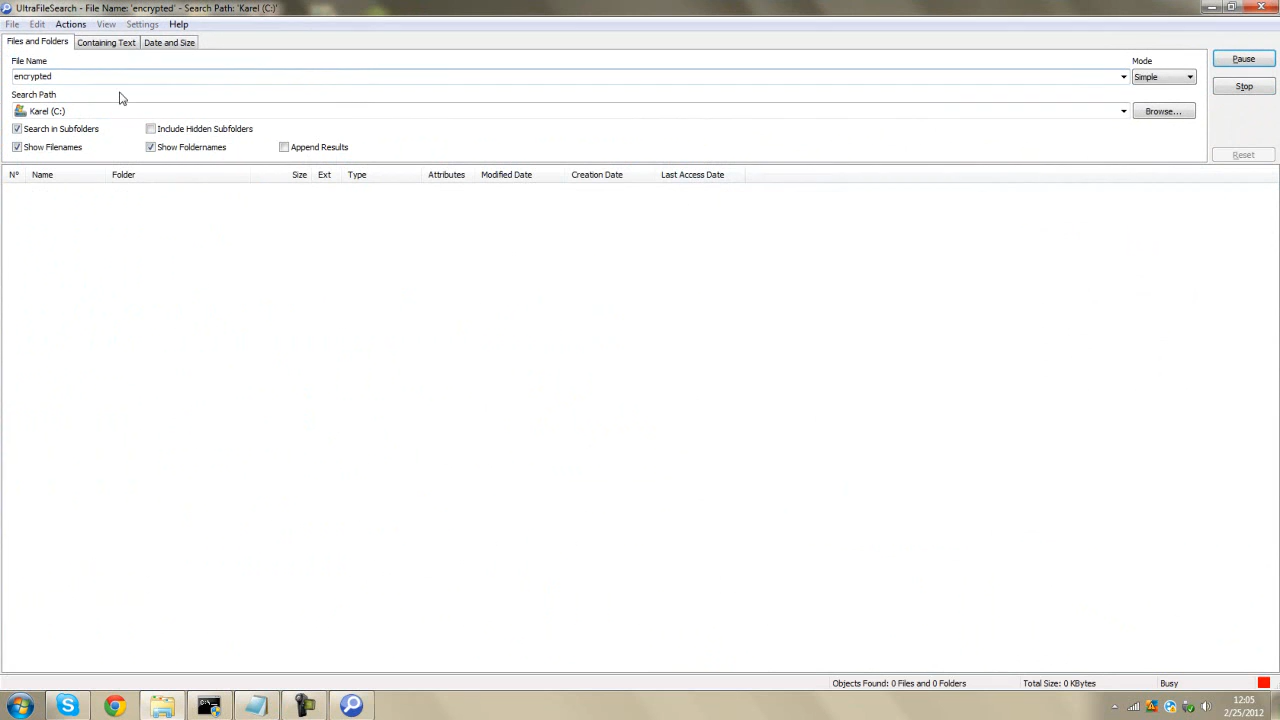 UltraFileSearch - File Name: 'encrypted' - Search Path: 'Karel (C:)'
File Edit Actions View Settings Help
Files and Folders Containing Text Date and Size
File Name Mode Pause
encrypted Simple
Search Path Stop
Karel (C:) Browse...
Search in Subfolders Include Hidden Subfolders
Show Filenames Show Foldernames Append Results Reset
N° Name Folder Size Ext Type Attributes Modified Date Creation Date Last Access Date
Objects Found: 0 Files and 0 Folders Total Size: 0 KBytes Busy
12:05
2/25/2012